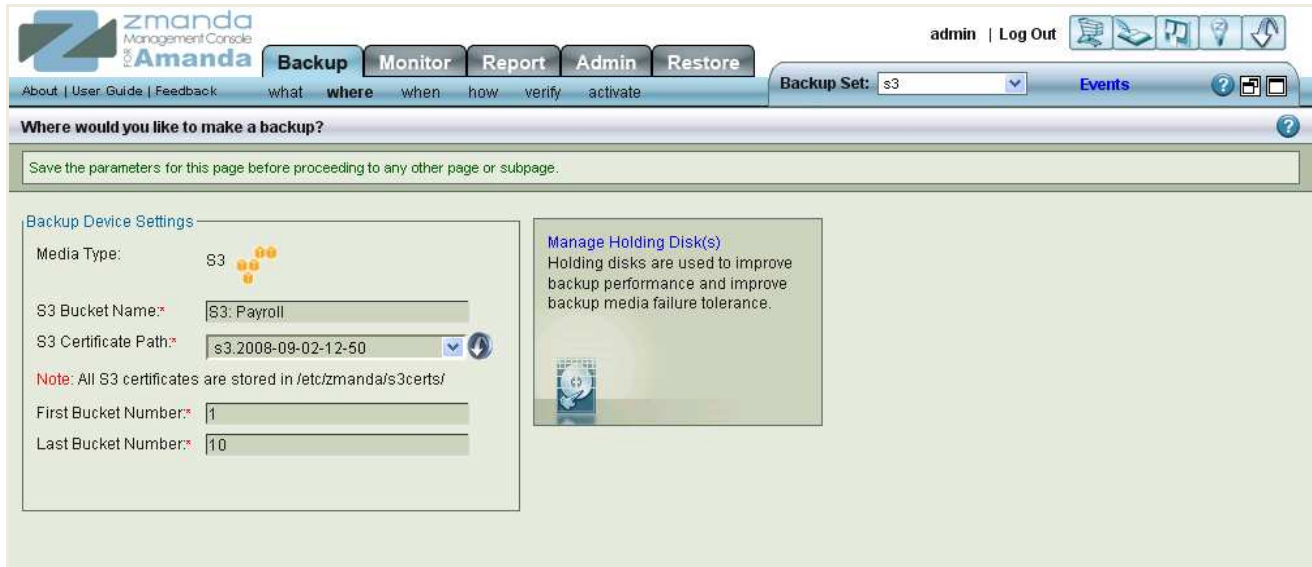 zmanda
Management Console
FOR Amanda
admin | Log Out
Backup Monitor Report Admin Restore
About | User Guide | Feedback
what where when how verify activate
Backup Set: s3
Events
Where would you like to make a backup?
Save the parameters for this page before proceeding to any other page or subpage.
Backup Device Settings
Media Type: S3
S3 Bucket Name:* S3: Payroll
S3 Certificate Path:* s3.2008-09-02-12-50
Note: All S3 certificates are stored in /etc/zmanda/s3certs/
First Bucket Number:* 1
Last Bucket Number:* 10
Manage Holding Disk(s)
Holding disks are used to improve
backup performance and improve
backup media failure tolerance.